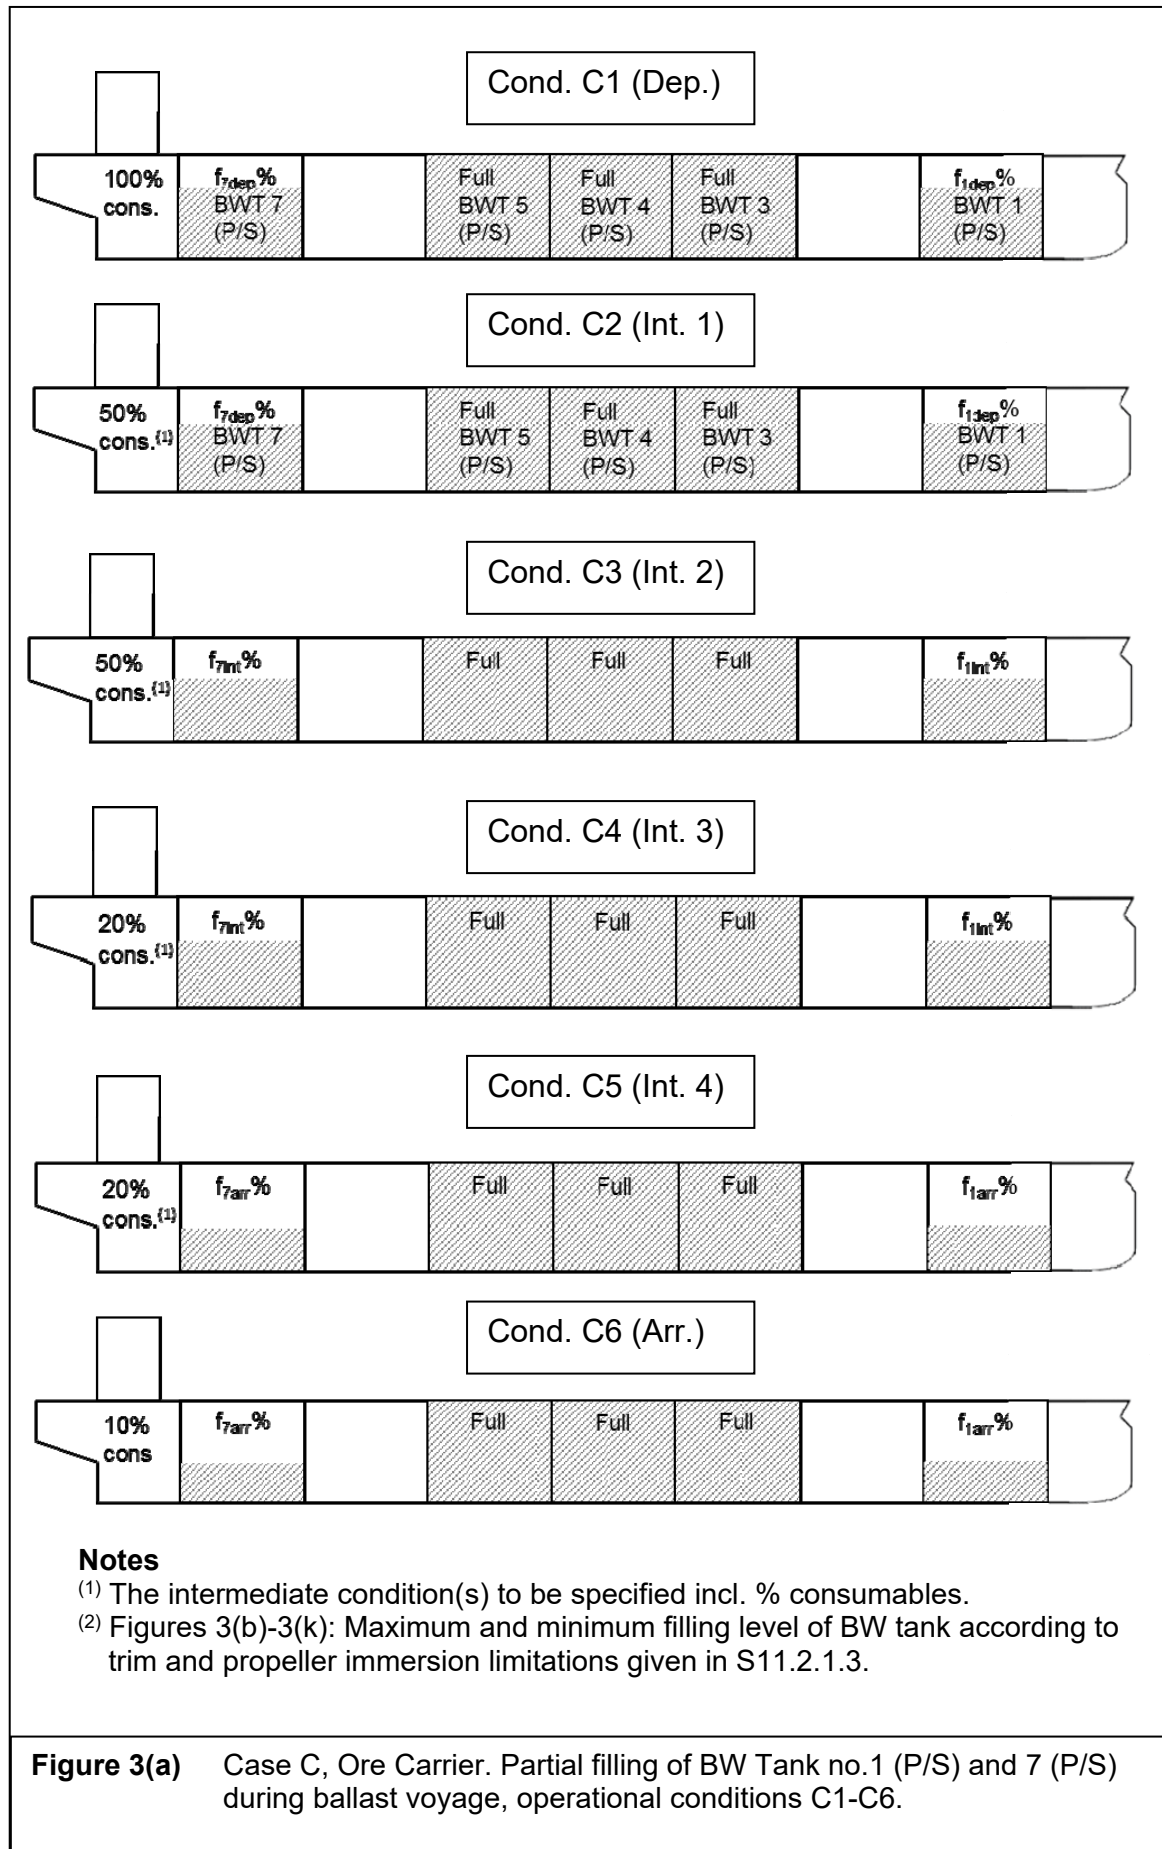 Cond. C1 (Dep.)
100%
cons.
f7dep%
BWT 7
(P/S)
Full
BWT 5
(P/S)
Full
BWT 4
(P/S)
Full
BWT 3
(P/S)
f1dep%
BWT 1
(P/S)
Cond. C2 (Int. 1)
50%
cons.(1)
f7dep%
BWT 7
(P/S)
Full
BWT 5
(P/S)
Full
BWT 4
(P/S)
Full
BWT 3
(P/S)
f1dep%
BWT 1
(P/S)
Cond. C3 (Int. 2)
50%
cons.(1)
f7int%
Full
Full
Full
f1int%
Cond. C4 (Int. 3)
20%
cons.(1)
f7int%
Full
Full
Full
f1int%
Cond. C5 (Int. 4)
20%
cons.(1)
f7arr%
Full
Full
Full
f1arr%
Cond. C6 (Arr.)
10%
cons
f7arr%
Full
Full
Full
f1arr%
Notes
(1) The intermediate condition(s) to be specified incl. % consumables.
(2) Figures 3(b)-3(k): Maximum and minimum filling level of BW tank according to
trim and propeller immersion limitations given in S11.2.1.3.
Figure 3(a) Case C, Ore Carrier. Partial filling of BW Tank no.1 (P/S) and 7 (P/S)
during ballast voyage, operational conditions C1-C6.